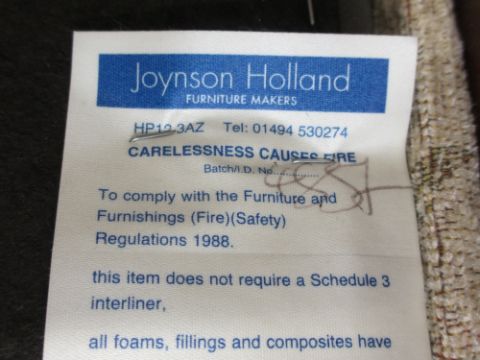 Joynson Holland
FURNITURE MAKERS
HP12 3AZ Tel: 01494 530274
CARELESSNESS CAUSES FIRE
Batch/I.D. No..............
To comply with the Furniture and
Furnishings (Fire)(Safety)
Regulations 1988.
this item does not require a Schedule 3
interliner,
all foams, fillings and composites have